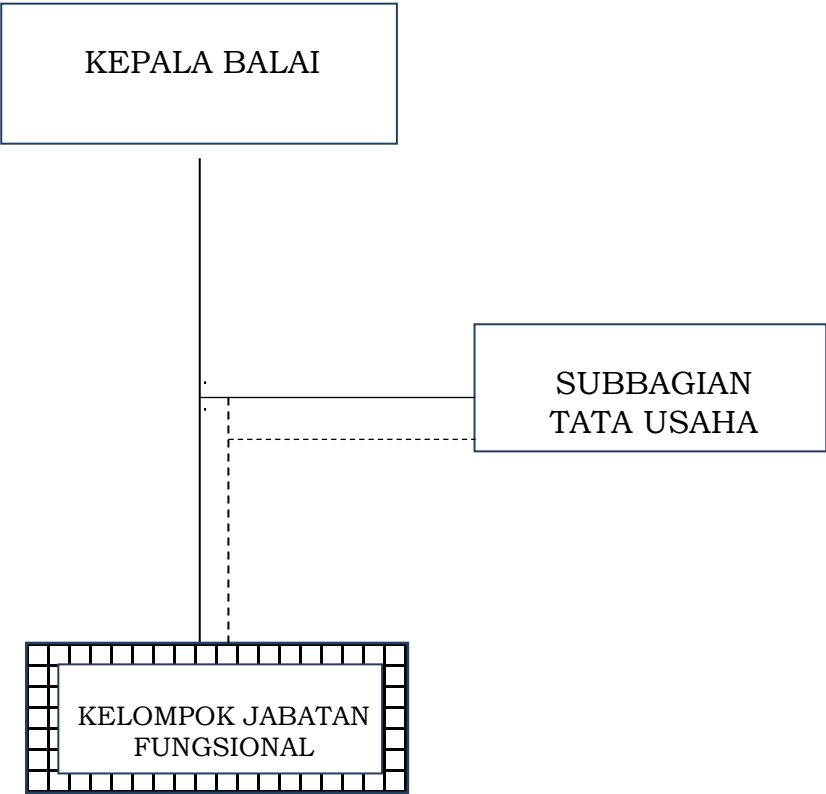 KEPALA BALAI
SUBBAGIAN
TATA USAHA
KELOMPOK JABATAN
FUNGSIONAL